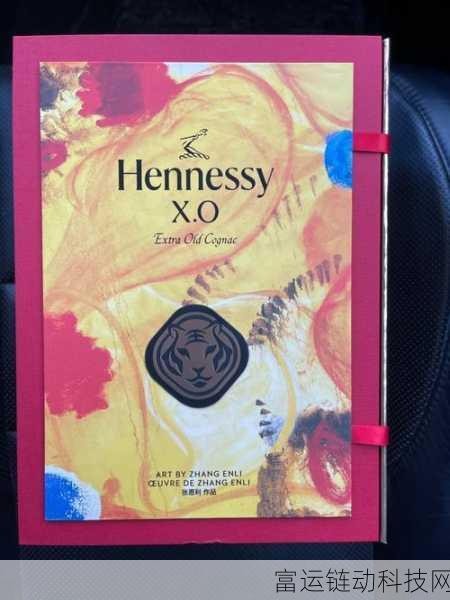 Hennessy
X.O
Extra Old Cognac
ART BY ZHANG ENLI
ŒUVRE DE ZHANG ENLI
张恩利 作品
富运链动科技网